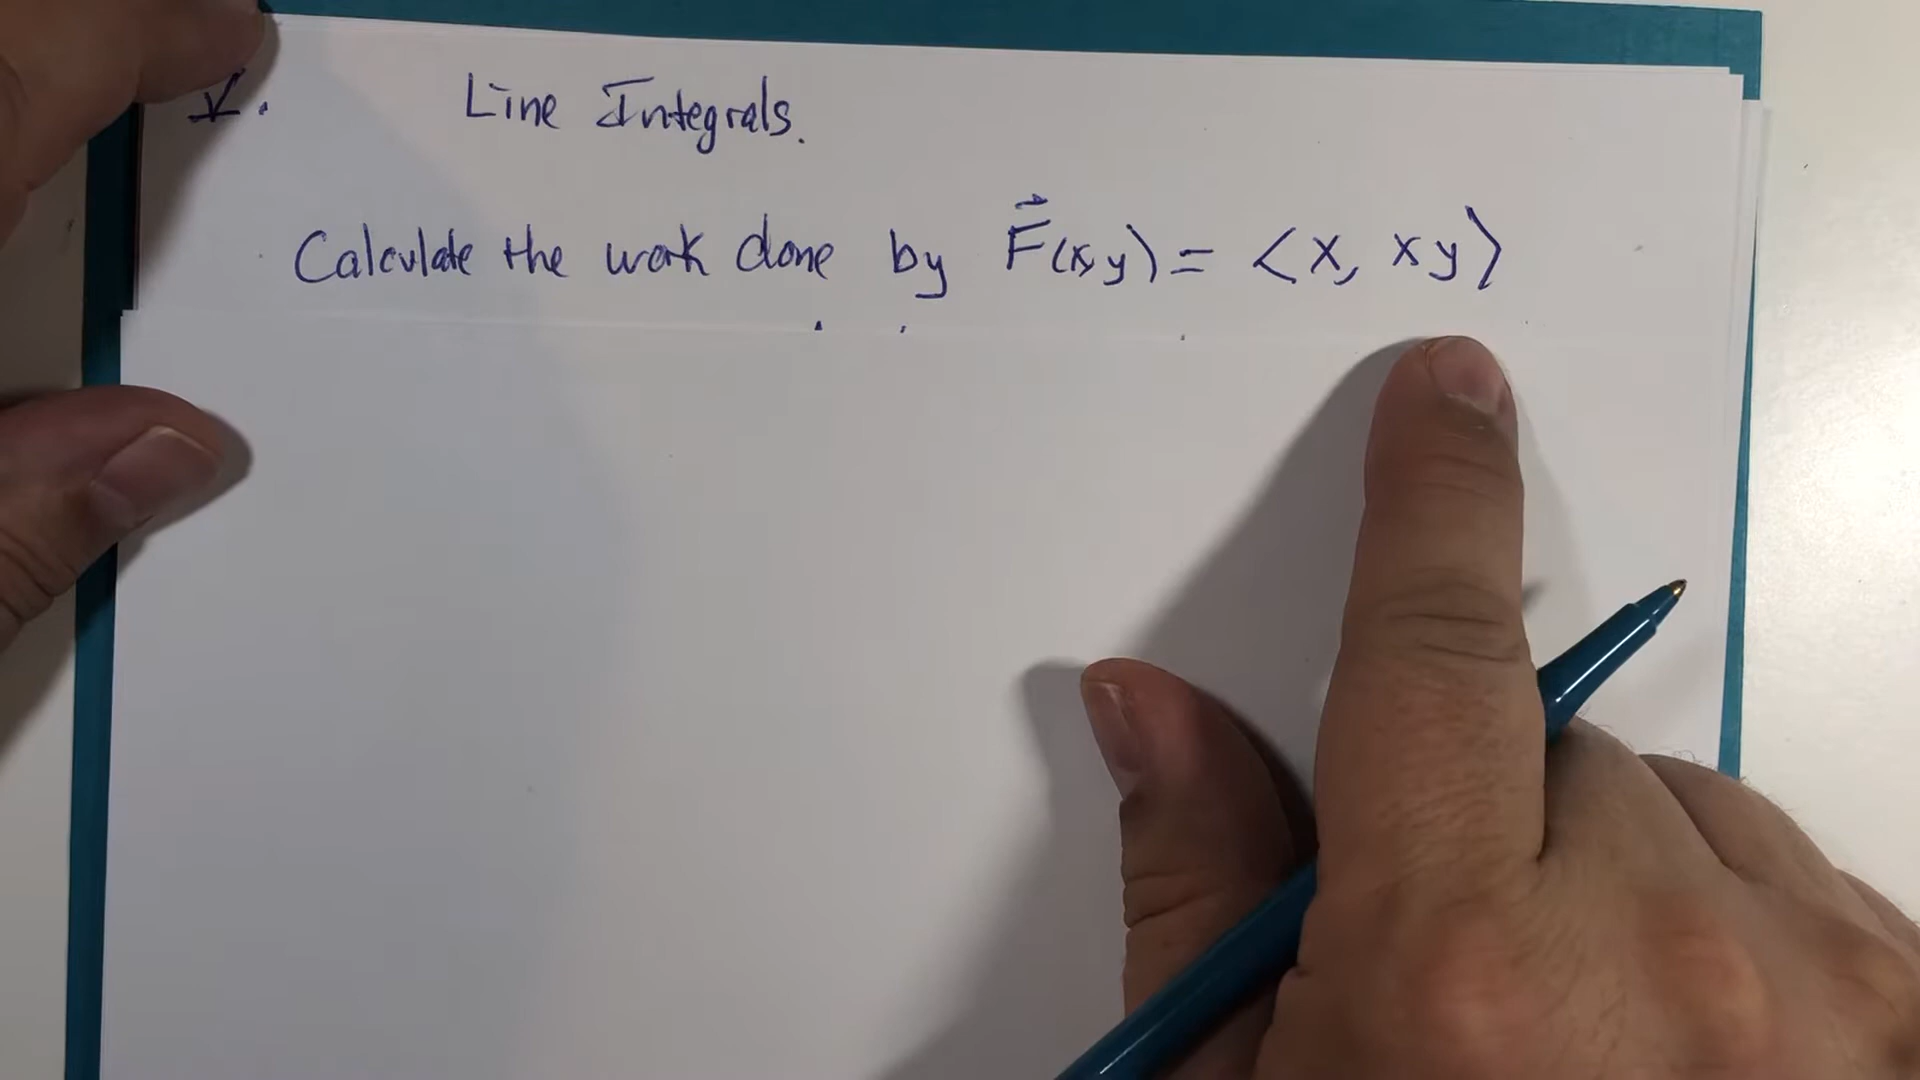 V. Line Integrals.
Calculate the work done by F⃗(x,y) = ⟨x, xy⟩